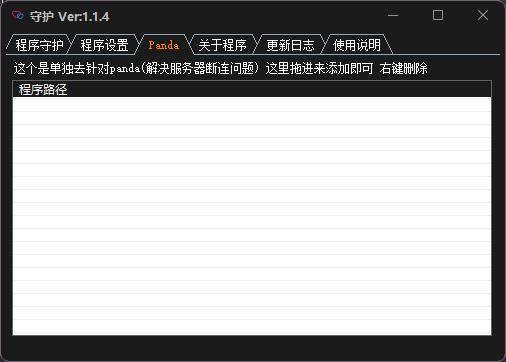 守护 Ver:1.1.4
程序守护 程序设置 Panda 关于程序 更新日志 使用说明
这个是单独去针对panda(解决服务器断连问题) 这里拖进来添加即可 右键删除
程序路径